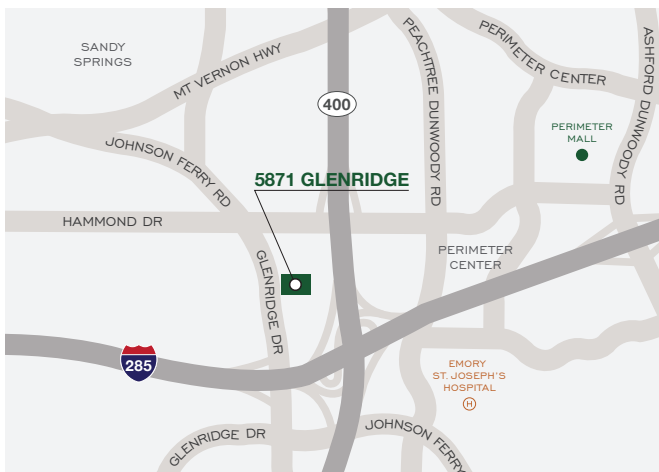 SANDY
SPRINGS
MT VERNON HWY
400
PEACHTREE DUNWOODY RD
PERIMETER CENTER
ASHFORD DUNWOODY RD
PERIMETER
MALL
JOHNSON FERRY RD
5871 GLENRIDGE
HAMMOND DR
GLENRIDGE DR
PERIMETER
CENTER
285
EMORY
ST. JOSEPH'S
HOSPITAL
H
GLENRIDGE DR
JOHNSON FERRY